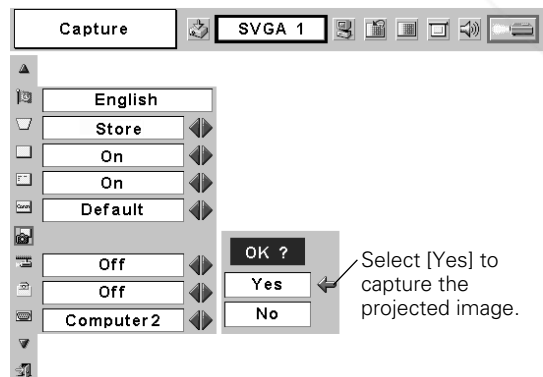 Capture
SVGA 1
English
Store
On
On
Default
Off
Off
Computer2
OK ?
Yes
No
Select [Yes] to
capture the
projected image.